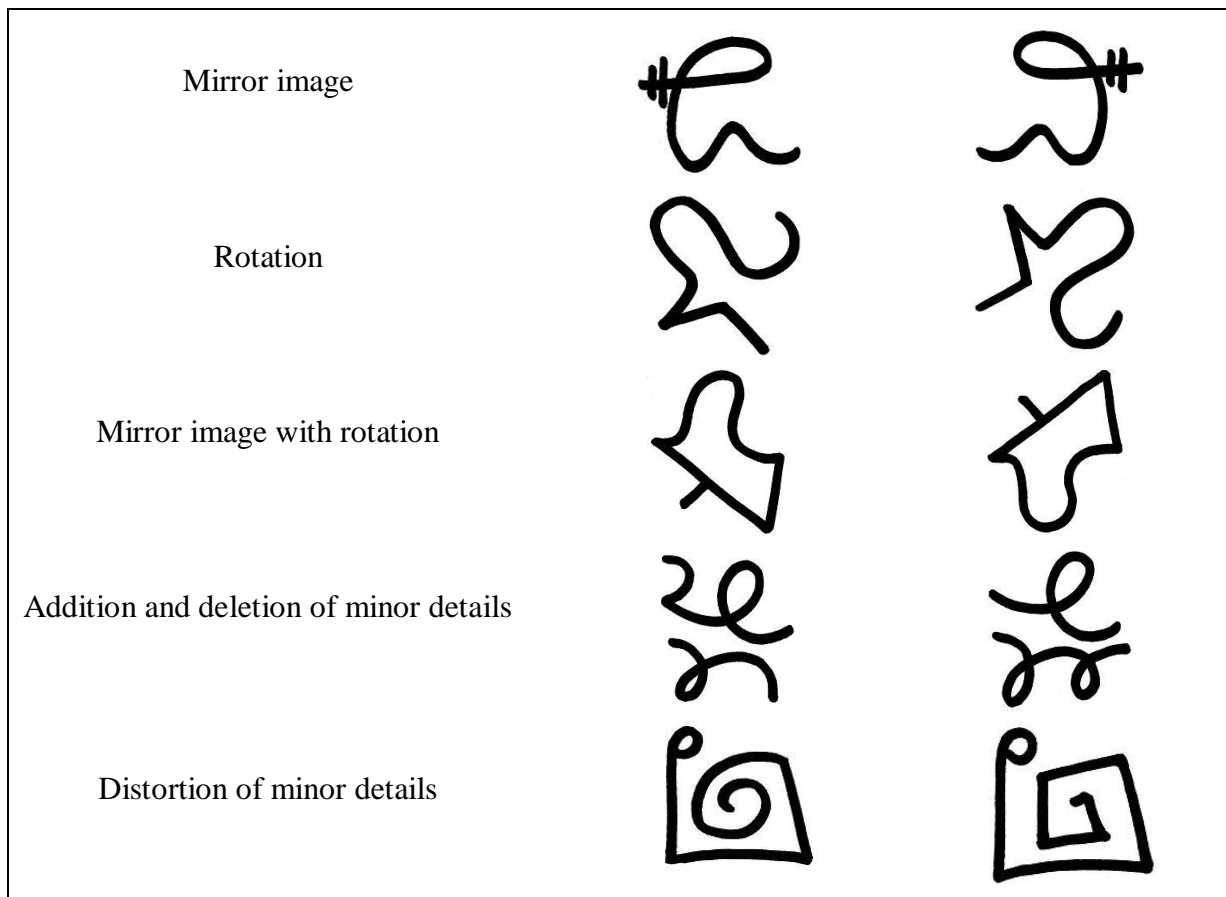 Mirror image
Rotation
Mirror image with rotation
Addition and deletion of minor details
Distortion of minor details